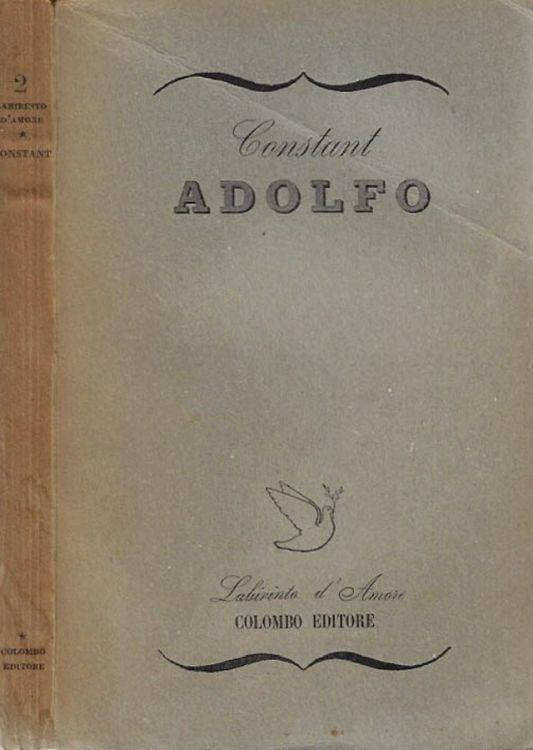 2
LABIRINTO
D'AMORE
★
CONSTANT
★
COLOMBO
EDITORE
Constant
ADOLFO
Labirinto d'Amore
COLOMBO EDITORE